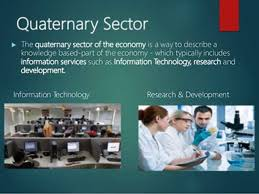 Quaternary Sector
The quaternary sector of the economy is a way to describe a
knowledge based-part of the economy - which typically includes
information services such as Information Technology, research and
development.
Information Technology
Research & Development